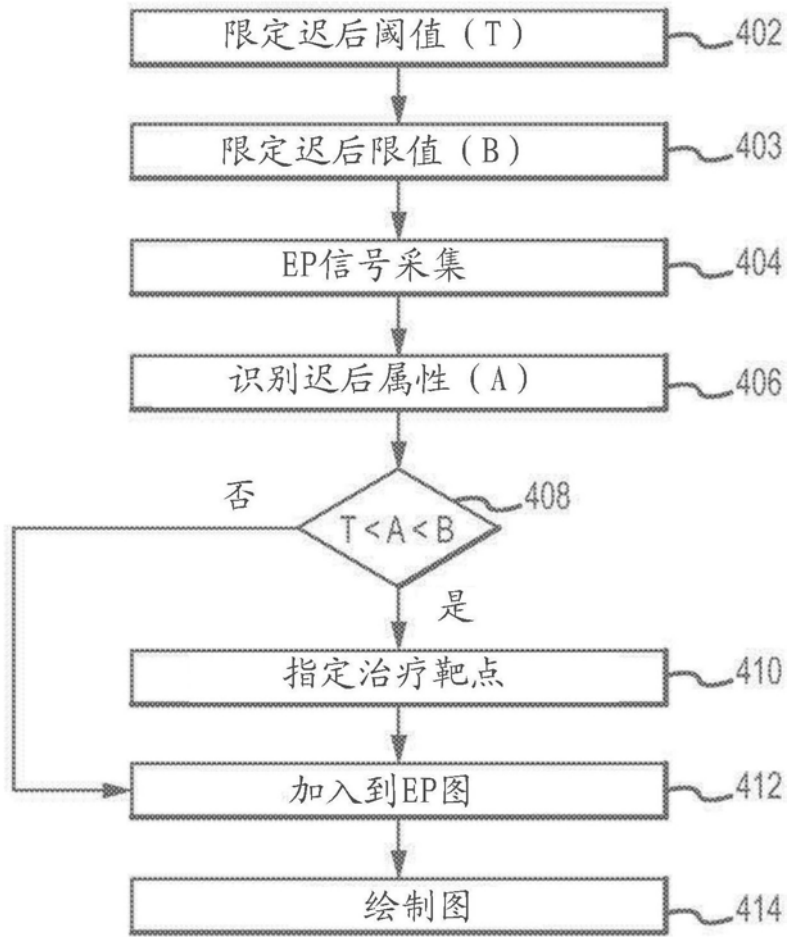 限定迟后阈值（T） 402
限定迟后限值（B） 403
EP信号采集 404
识别迟后属性（A） 406
否
408
T<A<B
是
指定治疗靶点 410
加入到EP图 412
绘制图 414